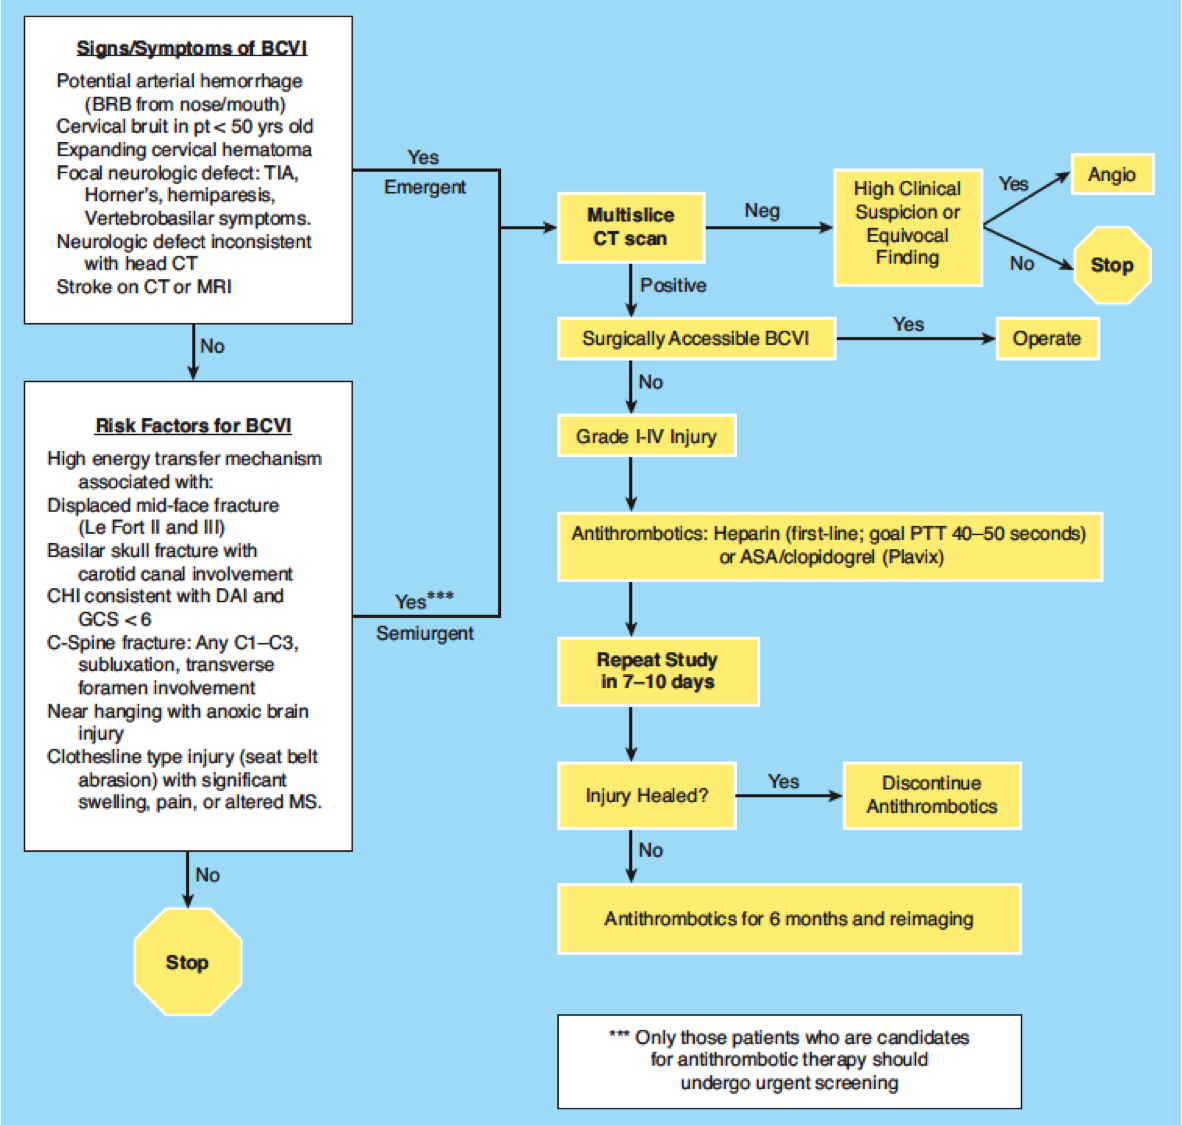 Signs/Symptoms of BCVI
Potential arterial hemorrhage
(BRB from nose/mouth)
Cervical bruit in pt < 50 yrs old
Expanding cervical hematoma
Focal neurologic defect: TIA,
Horner's, hemiparesis,
Vertebrobasilar symptoms.
Neurologic defect inconsistent
with head CT
Stroke on CT or MRI
Yes
Emergent
No
Risk Factors for BCVI
High energy transfer mechanism
associated with:
Displaced mid-face fracture
(Le Fort II and III)
Basilar skull fracture with
carotid canal involvement
CHI consistent with DAI and
GCS < 6
C-Spine fracture: Any C1–C3,
subluxation, transverse
foramen involvement
Near hanging with anoxic brain
injury
Clothesline type injury (seat belt
abrasion) with significant
swelling, pain, or altered MS.
Yes***
Semiurgent
No
Stop
Multislice
CT scan
Neg
High Clinical
Suspicion or
Equivocal
Finding
Yes
Angio
No
Stop
Positive
Surgically Accessible BCVI
Yes
Operate
No
Grade I-IV Injury
Antithrombotics: Heparin (first-line; goal PTT 40–50 seconds)
or ASA/clopidogrel (Plavix)
Repeat Study
in 7–10 days
Injury Healed?
Yes
Discontinue
Antithrombotics
No
Antithrombotics for 6 months and reimaging
*** Only those patients who are candidates
for antithrombotic therapy should
undergo urgent screening